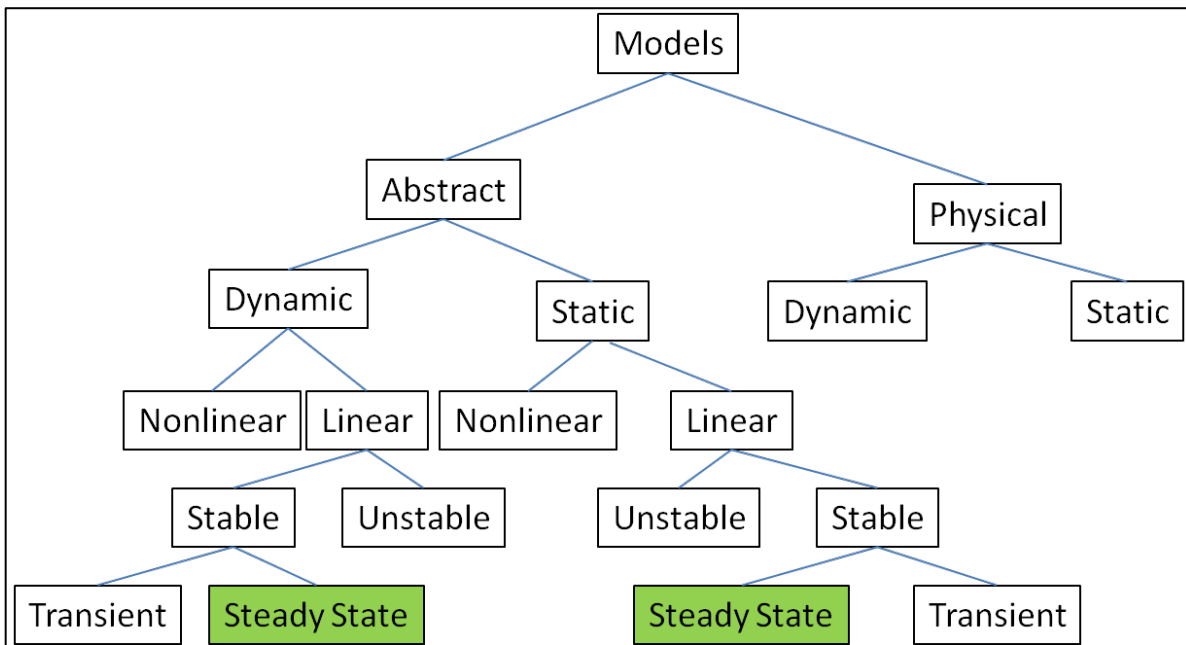 Models
Abstract
Physical
Dynamic
Static
Dynamic
Static
Nonlinear
Linear
Nonlinear
Linear
Stable
Unstable
Unstable
Stable
Transient
Steady State
Steady State
Transient